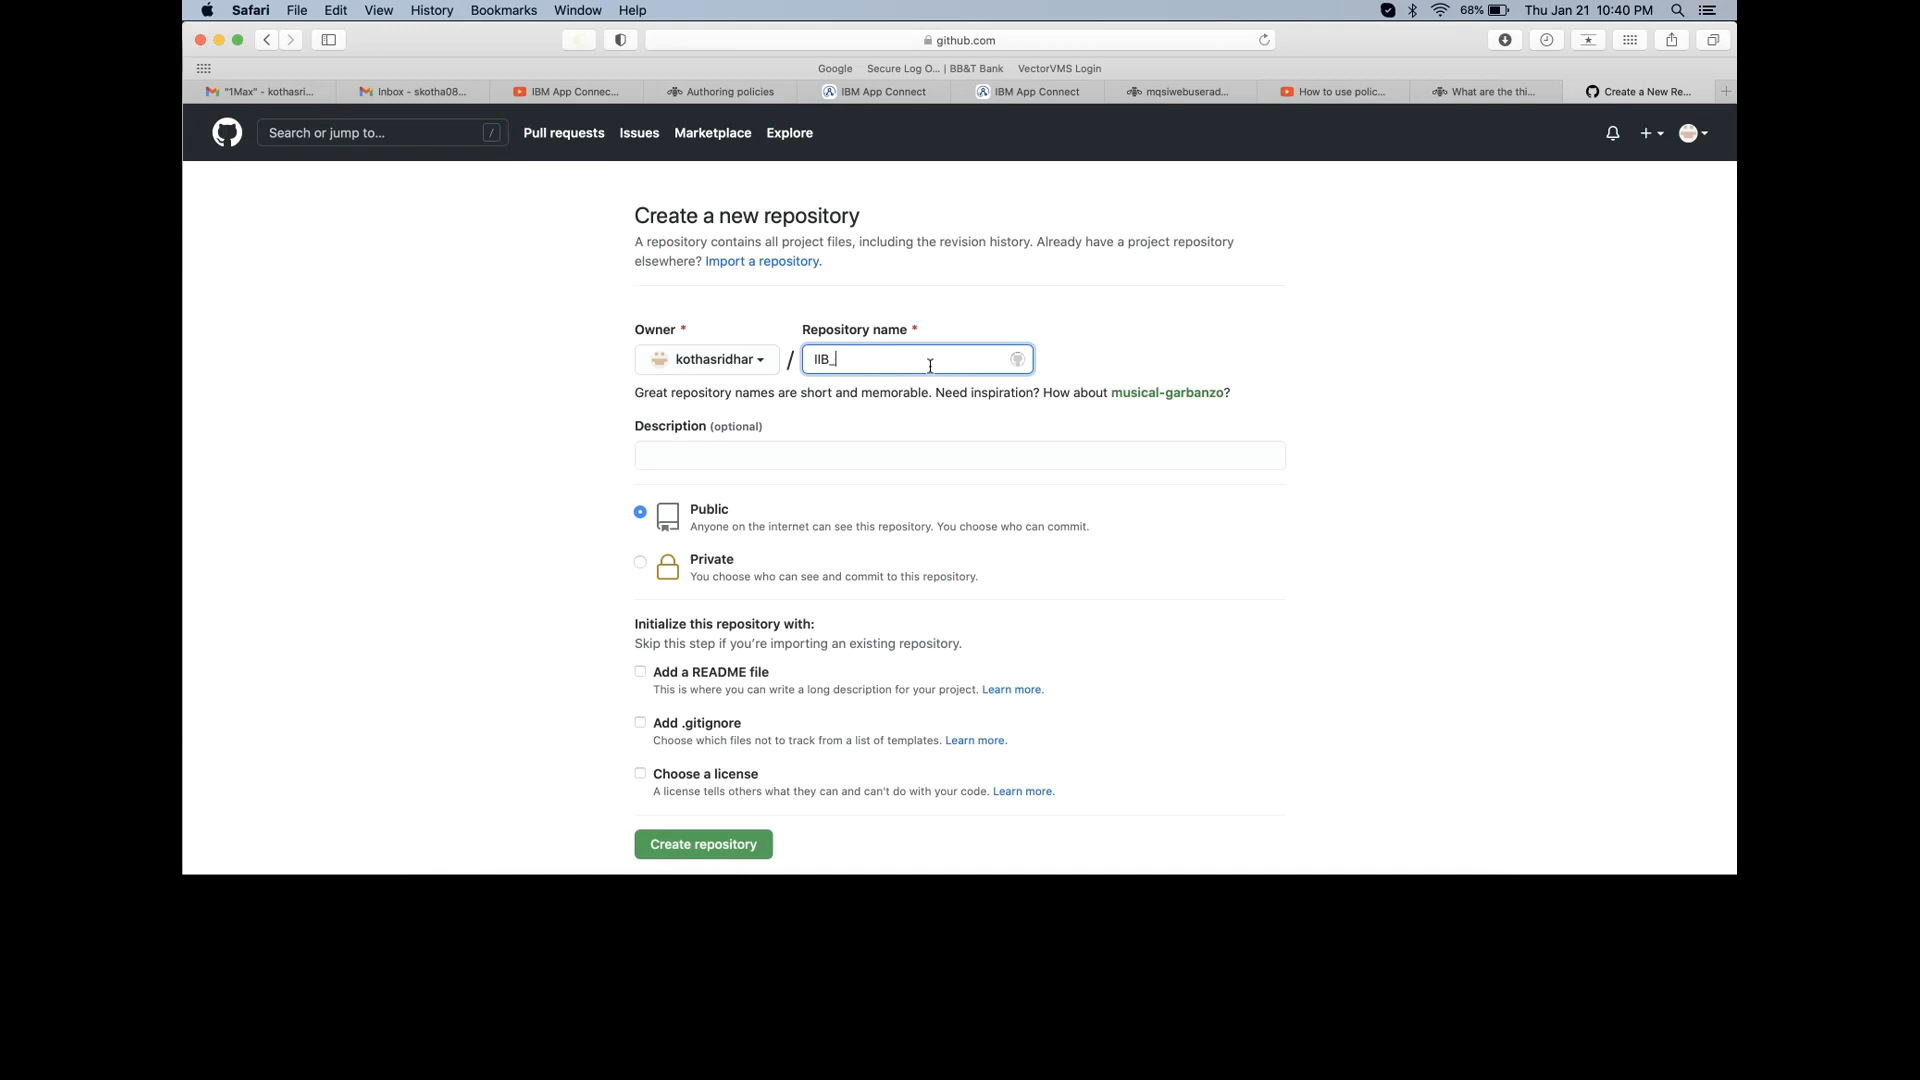 Safari File Edit View History Bookmarks Window Help 68% Thu Jan 21 10:40 PM
github.com
Google Secure Log O... | BB&T Bank VectorVMS Login
"1Max" - kothasri... Inbox - skotha08... IBM App Connec... Authoring policies IBM App Connect IBM App Connect mqsiwebuserad... How to use polic... What are the thi... Create a New Re...
Search or jump to... / Pull requests Issues Marketplace Explore
Create a new repository
A repository contains all project files, including the revision history. Already have a project repository
elsewhere? Import a repository.
Owner * Repository name *
kothasridhar / IIB_
Great repository names are short and memorable. Need inspiration? How about musical-garbanzo?
Description (optional)
Public
Anyone on the internet can see this repository. You choose who can commit.
Private
You choose who can see and commit to this repository.
Initialize this repository with:
Skip this step if you're importing an existing repository.
Add a README file
This is where you can write a long description for your project. Learn more.
Add .gitignore
Choose which files not to track from a list of templates. Learn more.
Choose a license
A license tells others what they can and can't do with your code. Learn more.
Create repository